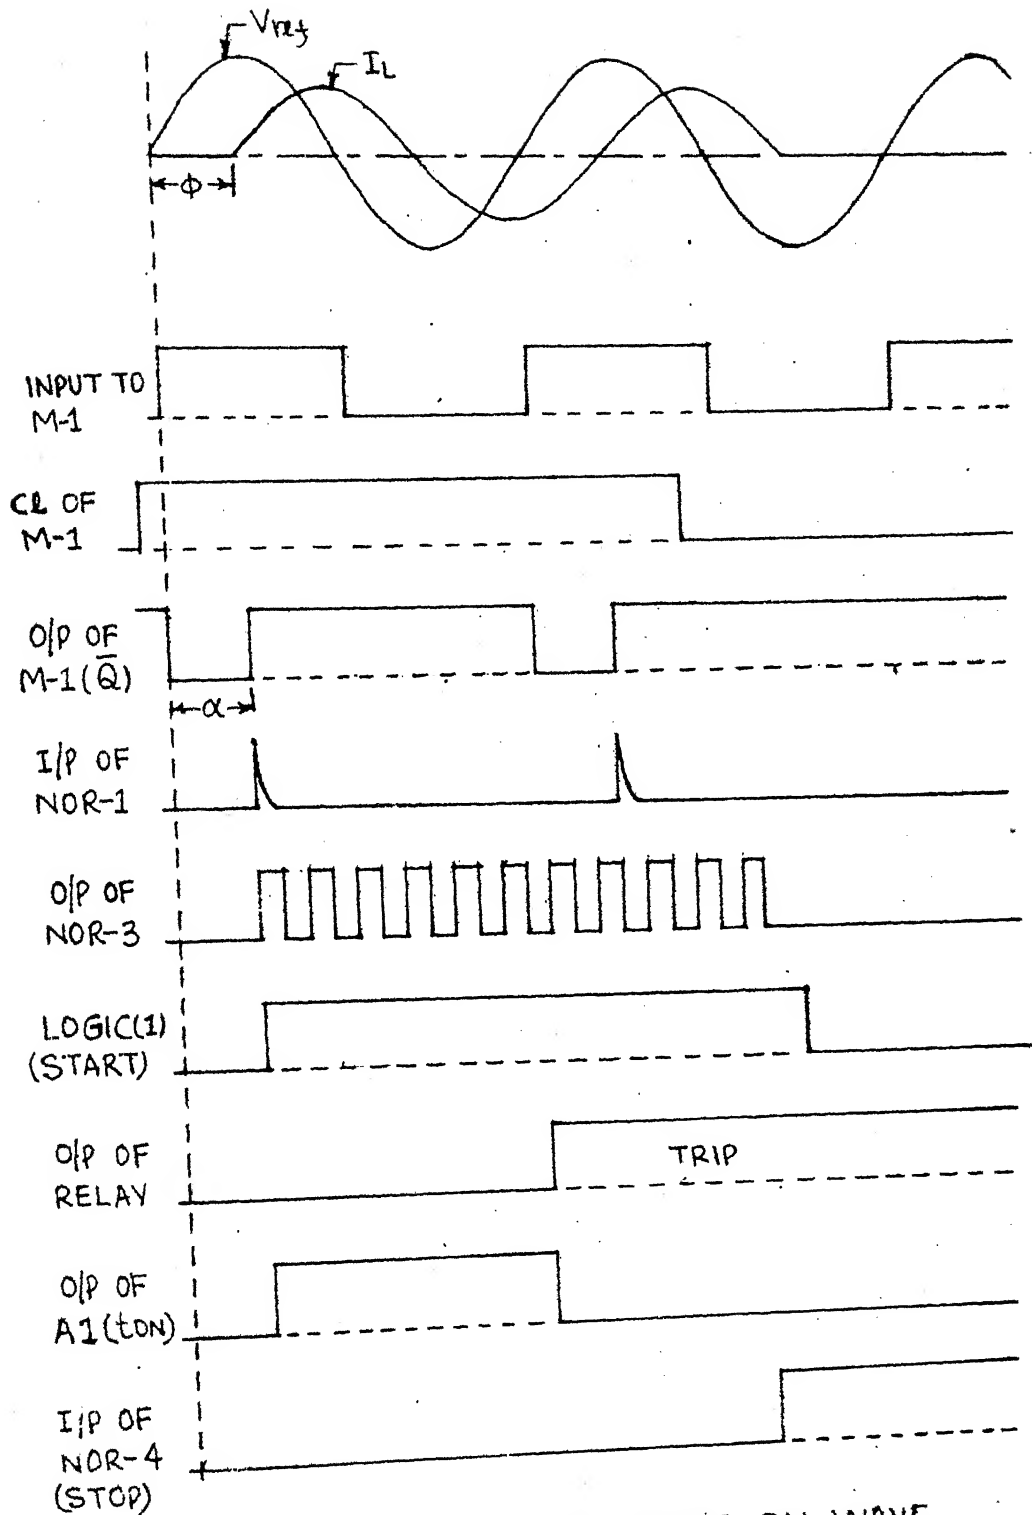 Vref
IL
ϕ
INPUT TO
M-1
Cl OF
M-1
O/P OF
M-1(Q̅)
α
I/P OF
NOR-1
O/P OF
NOR-3
LOGIC(1)
(START)
O/P OF
RELAY
TRIP
O/P OF
A1(tON)
I/P OF
NOR-4
(STOP)
WAVE